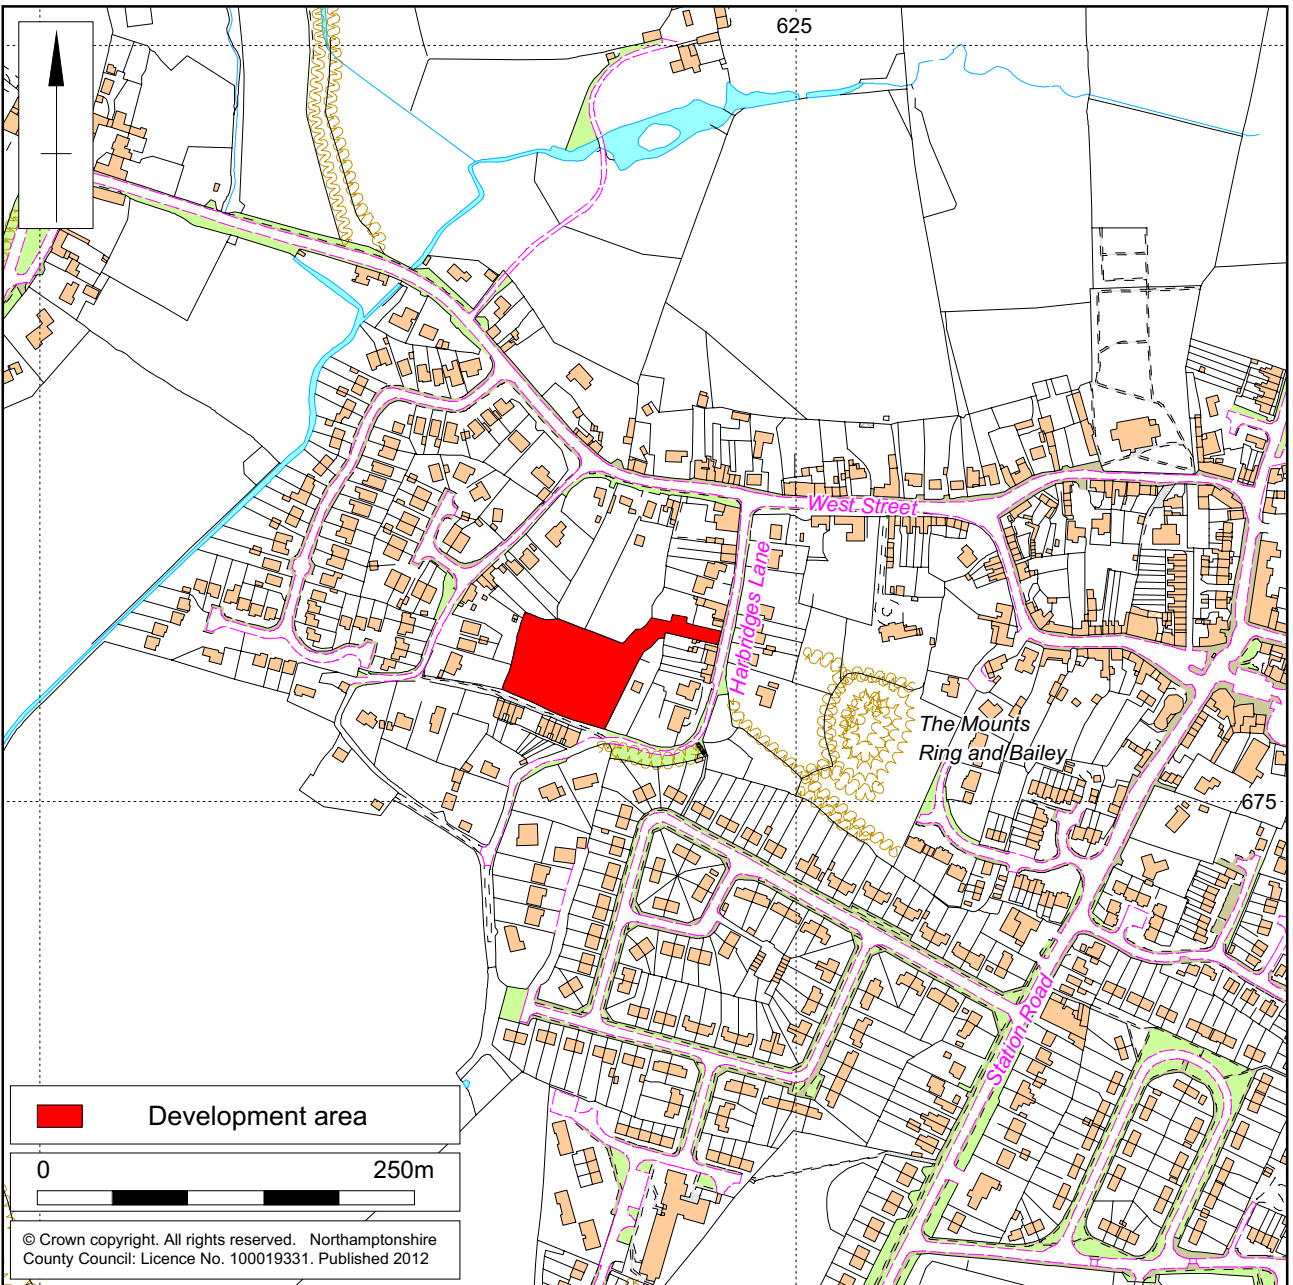 625
West Street
Harbridges Lane
The Mounts
Ring and Bailey
675
Station Road
Development area
0 250m
© Crown copyright. All rights reserved. Northamptonshire
County Council: Licence No. 100019331. Published 2012